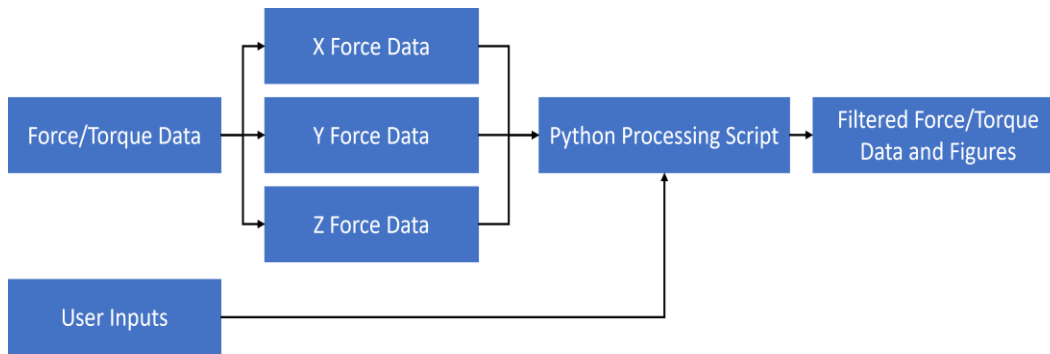 X Force Data
Force/Torque Data
Y Force Data
Z Force Data
Python Processing Script
Filtered Force/Torque
Data and Figures
User Inputs